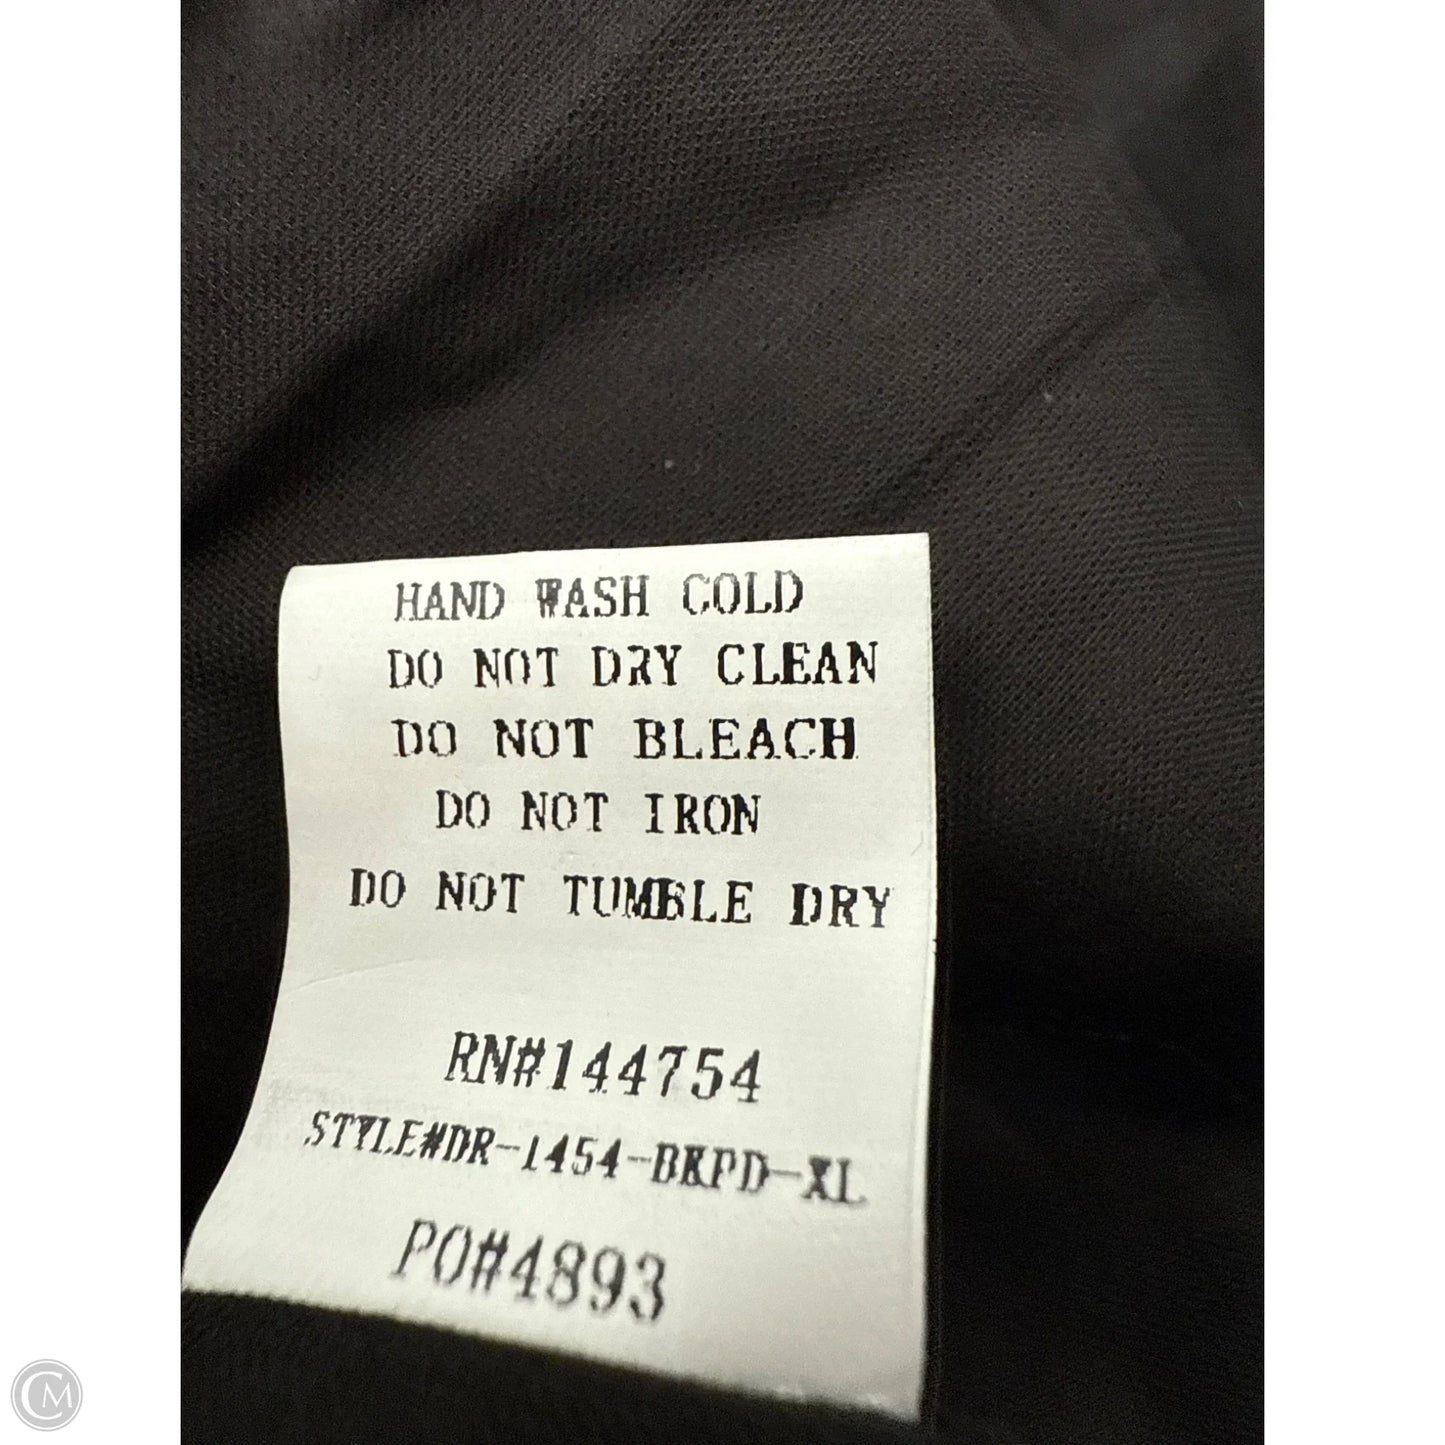 HAND WASH COLD
DO NOT DRY CLEAN
DO NOT BLEACH
DO NOT IRON
DO NOT TUMBLE DRY
RN#144754
STYLE#DR-1454-BKPD-XL
PO#4893
CM